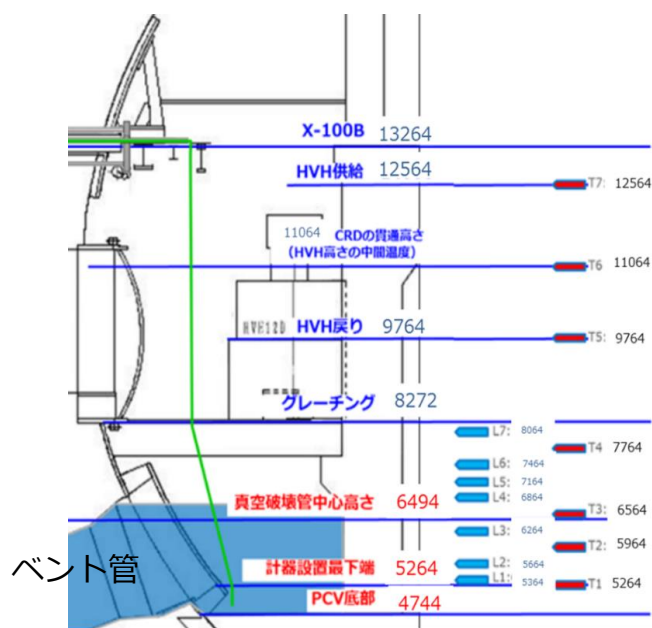 X-100B 13264
HVH供給 12564
T7: 12564
11064 CRDの貫通高さ
(HVH高さの中間温度)
T6 11064
HVH12D
HVH戻り 9764
T5: 9764
グレーチング 8272
L7: 8064
T4 7764
L6: 7464
L5: 7164
L4: 6864
真空破壊管中心高さ 6494
T3: 6564
L3: 6264
T2: 5964
ベント管
計器設置最下端 5264
L2: 5664
L1: 5364
T1 5264
PCV底部 4744